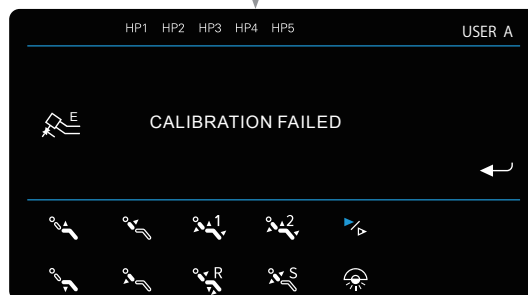 HP1 HP2 HP3 HP4 HP5 USER A
E
CALIBRATION FAILED
1 2
R S